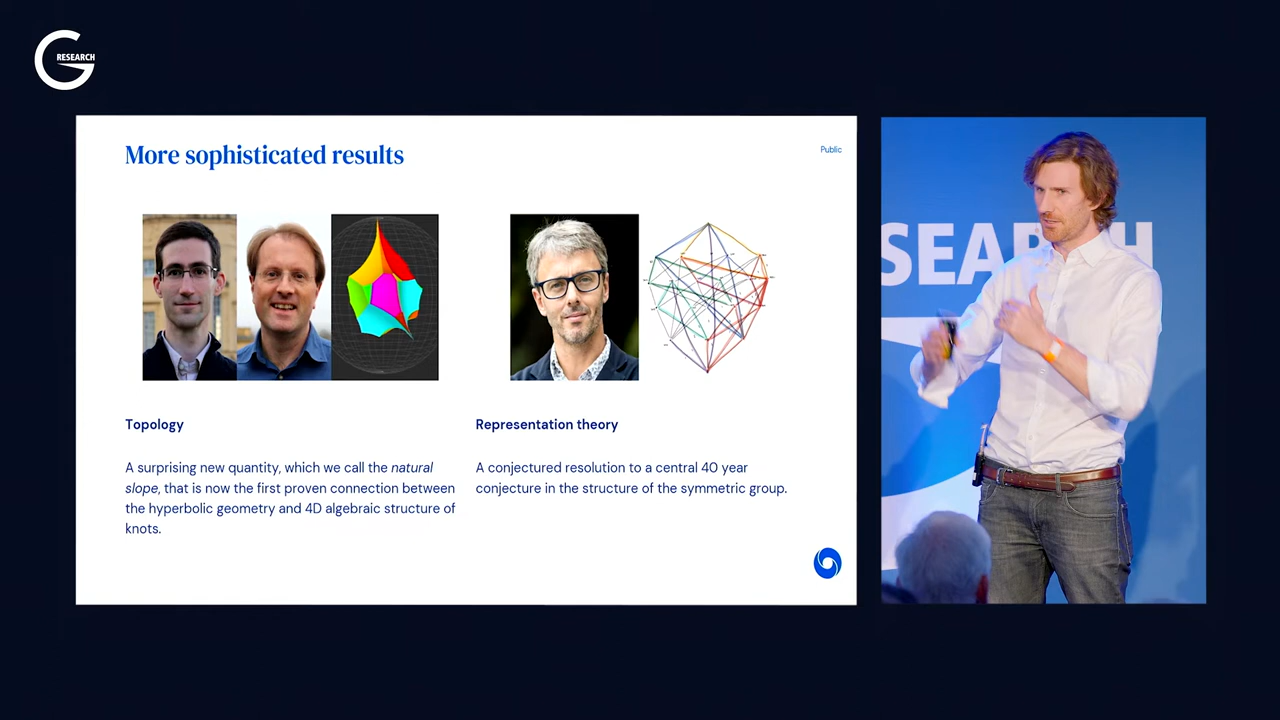 G
RESEARCH
More sophisticated results
Public
Topology
A surprising new quantity, which we call the natural
slope, that is now the first proven connection between
the hyperbolic geometry and 4D algebraic structure of
knots.
Representation theory
A conjectured resolution to a central 40 year
conjecture in the structure of the symmetric group.
SEARCH